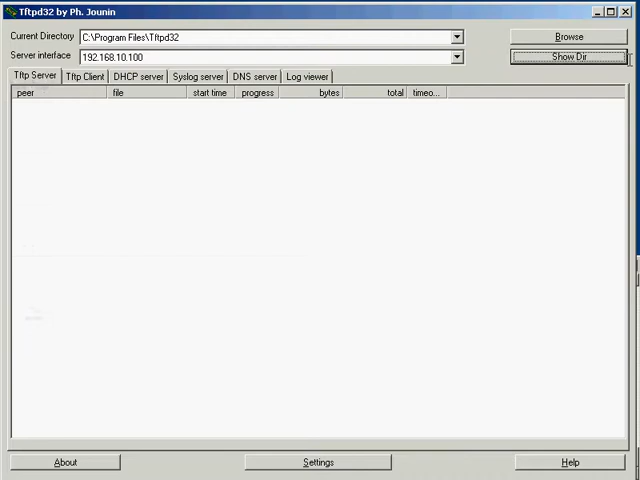 Tftpd32 by Ph. Jounin
Current Directory C:\Program Files\Tftpd32 Browse
Server interface 192.168.10.100 Show Dir
Tftp Server Tftp Client DHCP server Syslog server DNS server Log viewer
peer file start time progress bytes total timeo...
About Settings Help